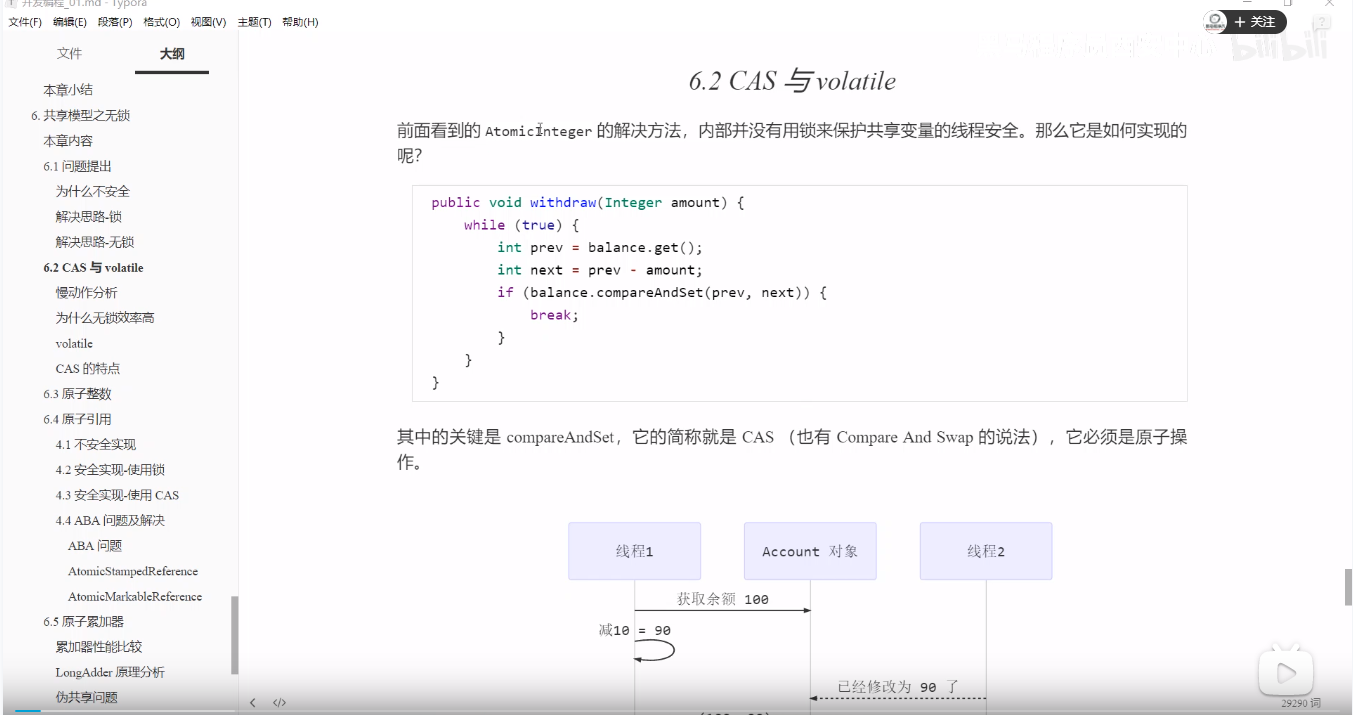 开发编程_01.md - Typora
文件(F) 编辑(E) 段落(P) 格式(O) 视图(V) 主题(T) 帮助(H)
+ 关注
bilibili
文件 大纲
本章小结
6. 共享模型之无锁
本章内容
6.1 问题提出
为什么不安全
解决思路-锁
解决思路-无锁
6.2 CAS 与 volatile
慢动作分析
为什么无锁效率高
volatile
CAS 的特点
6.3 原子整数
6.4 原子引用
4.1 不安全实现
4.2 安全实现-使用锁
4.3 安全实现-使用 CAS
4.4 ABA 问题及解决
ABA 问题
AtomicStampedReference
AtomicMarkableReference
6.5 原子累加器
累加器性能比较
LongAdder 原理分析
伪共享问题
6.2 CAS 与 volatile
前面看到的 AtomicInteger 的解决方法，内部并没有用锁来保护共享变量的线程安全。那么它是如何实现的
呢？
public void withdraw(Integer amount) {
while (true) {
int prev = balance.get();
int next = prev - amount;
if (balance.compareAndSet(prev, next)) {
break;
}
}
}
其中的关键是 compareAndSet，它的简称就是 CAS （也有 Compare And Swap 的说法），它必须是原子操
作。
线程1 Account 对象 线程2
获取余额 100
减10 = 90
已经修改为 90 了
29290 词